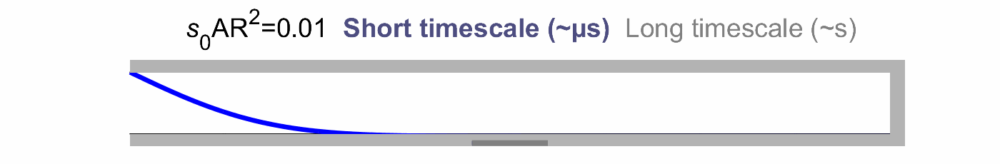 s₀AR²=0.01 Short timescale (~µs) Long timescale (~s)